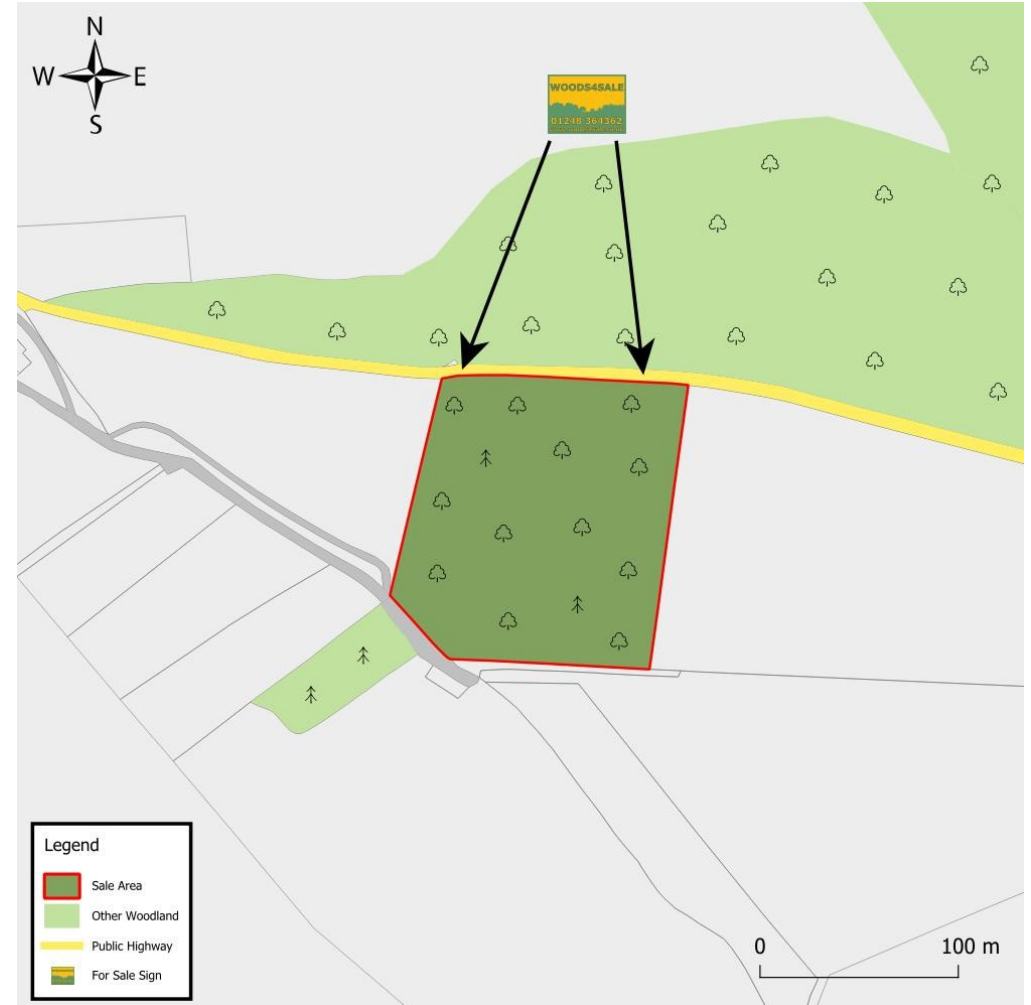 N
W E
S
WOODS4SALE
01248 364362
Legend
Sale Area
Other Woodland
Public Highway
For Sale Sign
0 100 m